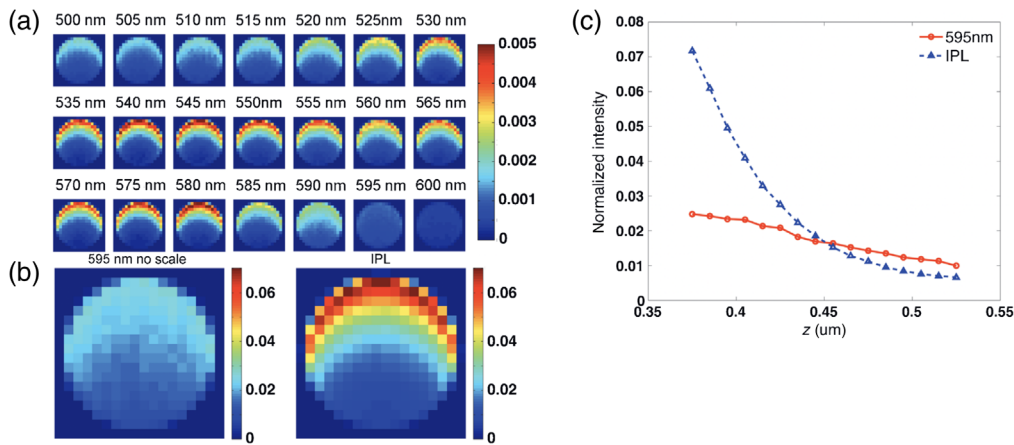 (a)
500 nm 505 nm 510 nm 515 nm 520 nm 525nm 530 nm
0.005
0.004
535 nm 540 nm 545 nm 550nm 555 nm 560 nm 565 nm
0.003
0.002
570 nm 575 nm 580 nm 585 nm 590 nm 595 nm 600 nm
0.001
0
(b)
595 nm no scale
0.06
0.04
0.02
0
IPL
0.06
0.04
0.02
0
(c)
0.08
0.07
0.06
0.05
0.04
0.03
0.02
0.01
0
Normalized intensity
595nm
IPL
0.35 0.4 0.45 0.5 0.55
z (um)